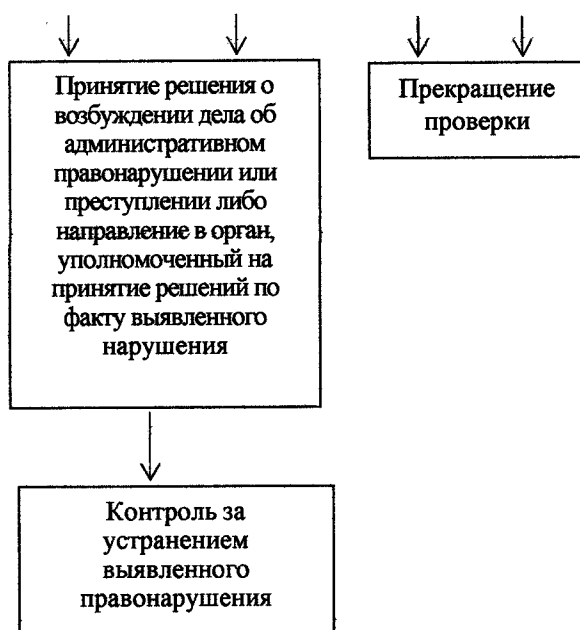 Принятие решения о
возбуждении дела об
административном
правонарушении или
преступлении либо
направление в орган,
уполномоченный на
принятие решений по
факту выявленного
нарушения
Прекращение
проверки
Контроль за
устранением
выявленного
правонарушения